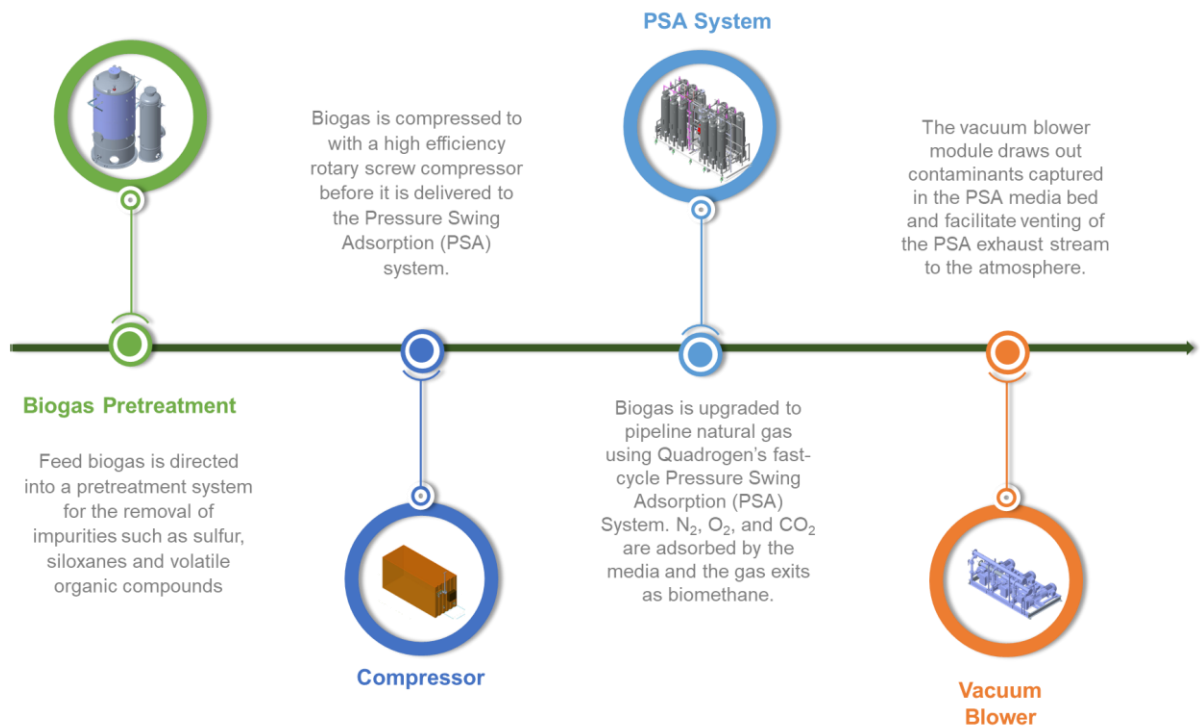 Biogas Pretreatment
Feed biogas is directed
into a pretreatment system
for the removal of
impurities such as sulfur,
siloxanes and volatile
organic compounds
Biogas is compressed to
with a high efficiency
rotary screw compressor
before it is delivered to
the Pressure Swing
Adsorption (PSA)
system.
Compressor
PSA System
Biogas is upgraded to
pipeline natural gas
using Quadrogen’s fast-
cycle Pressure Swing
Adsorption (PSA)
System. N₂, O₂, and CO₂
are adsorbed by the
media and the gas exits
as biomethane.
The vacuum blower
module draws out
contaminants captured
in the PSA media bed
and facilitate venting of
the PSA exhaust stream
to the atmosphere.
Vacuum
Blower